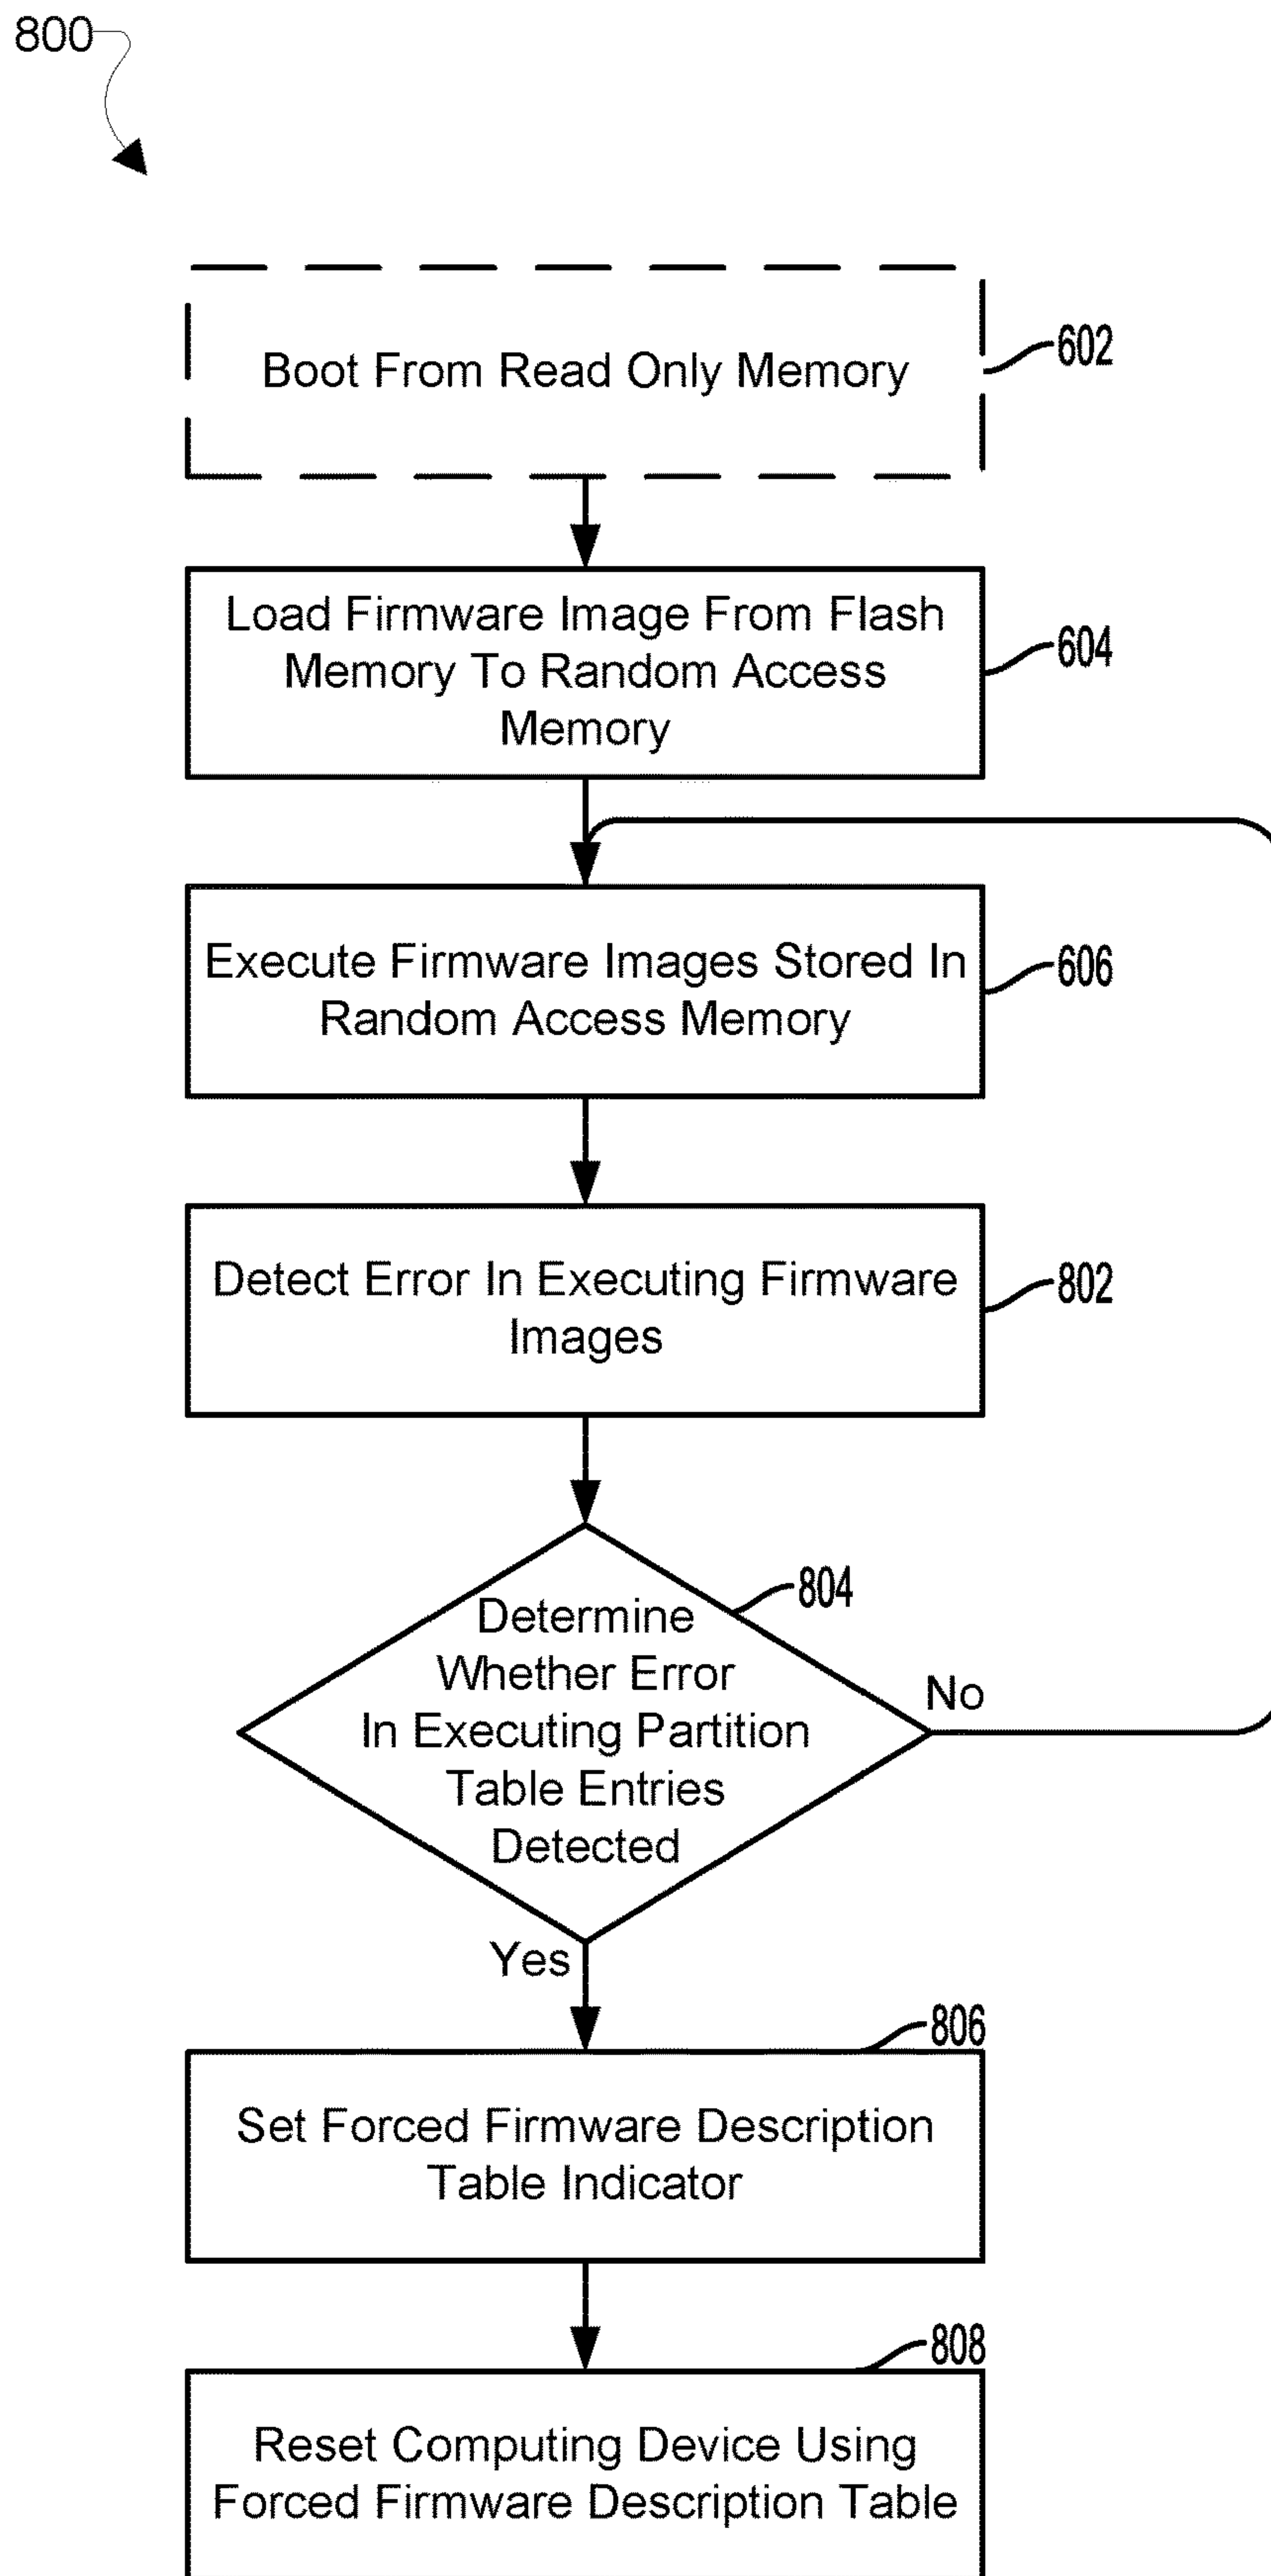 800
Boot From Read Only Memory
602
Load Firmware Image From Flash
Memory To Random Access
Memory
604
Execute Firmware Images Stored In
Random Access Memory
606
Detect Error In Executing Firmware
Images
802
804
Determine
Whether Error
In Executing Partition
Table Entries
Detected
No
Yes
806
Set Forced Firmware Description
Table Indicator
808
Reset Computing Device Using
Forced Firmware Description Table